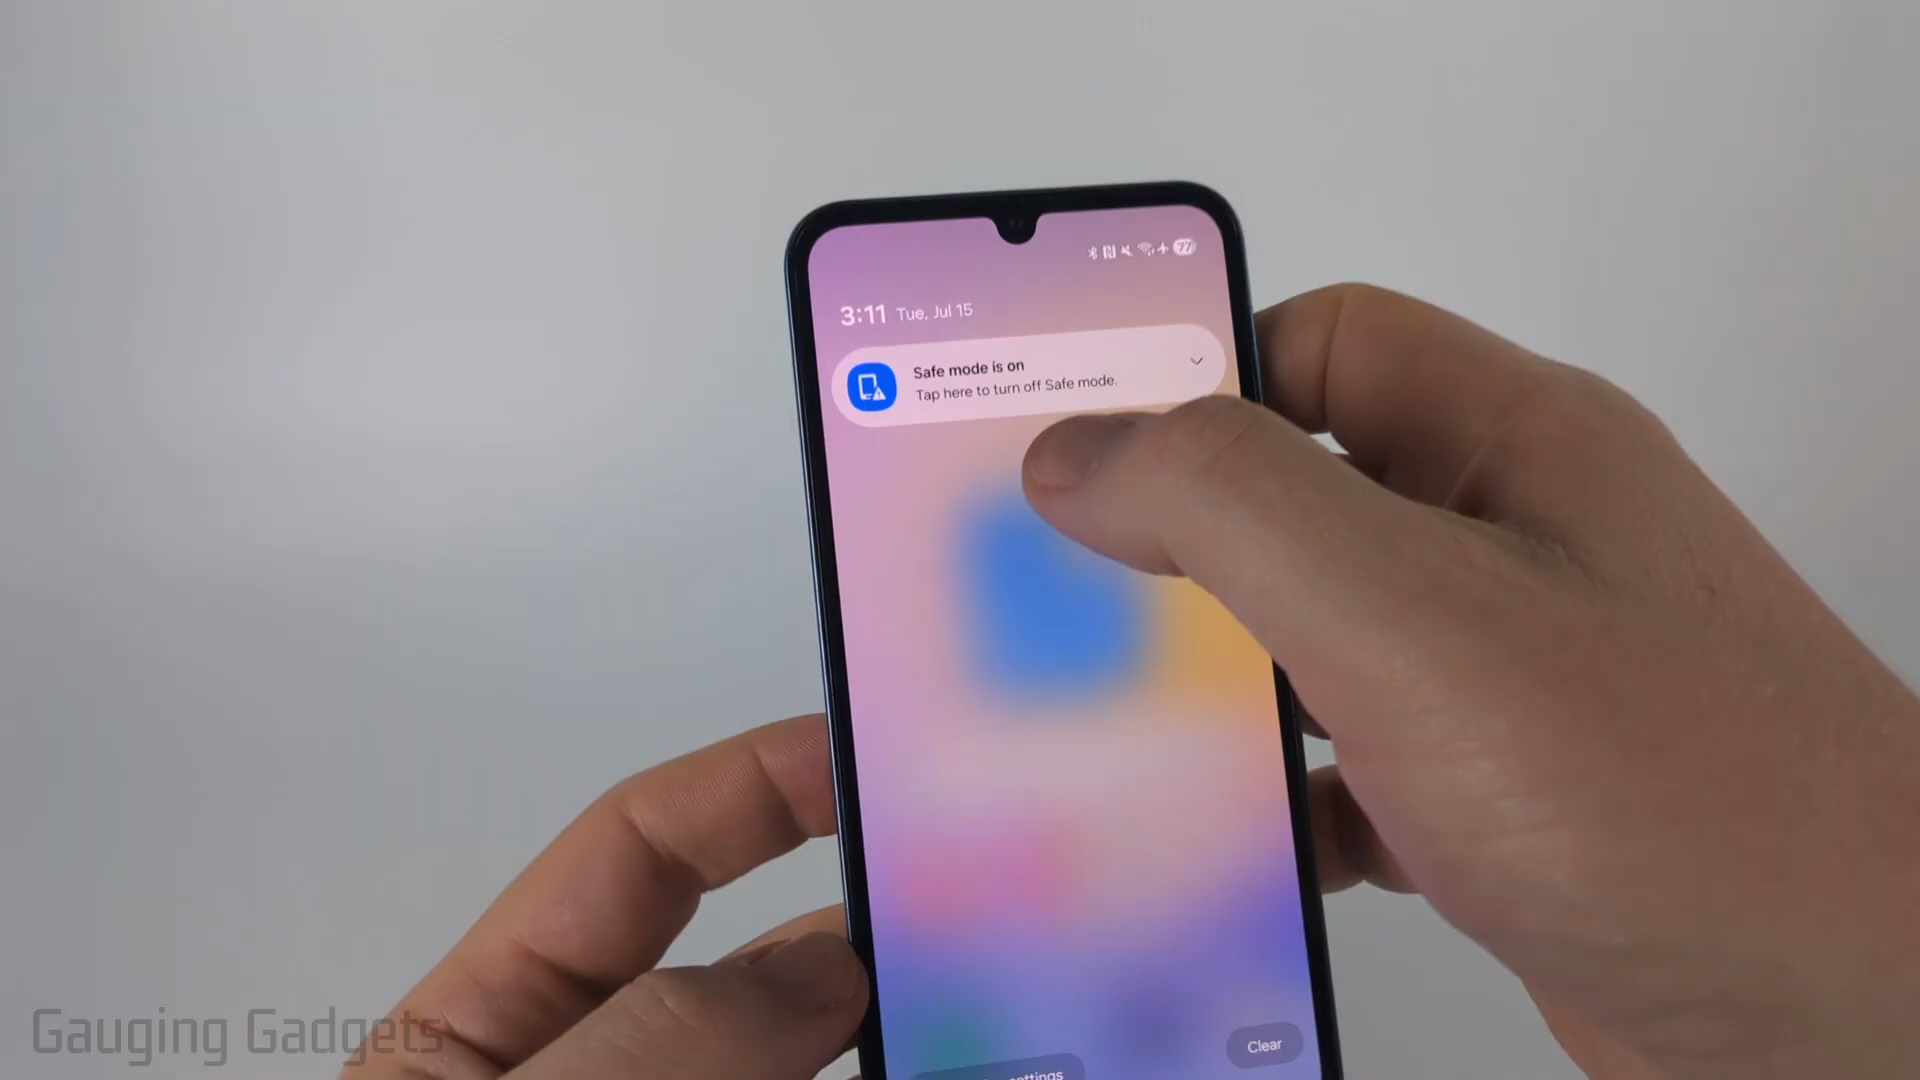 77
3:11 Tue, Jul 15
Safe mode is on
Tap here to turn off Safe mode.
Clear
Gauging Gadgets